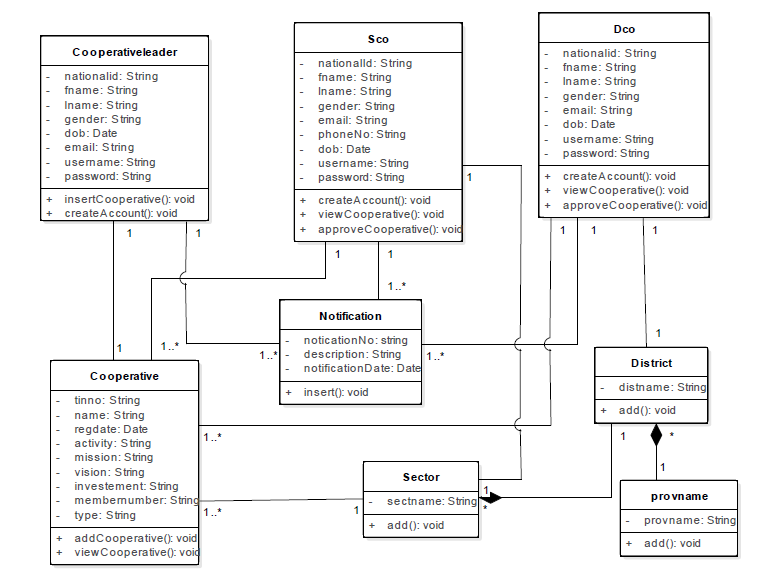 Cooperativeleader
- nationalid: String
- fname: String
- lname: String
- gender: String
- dob: Date
- email: String
- username: String
- password: String
+ insertCooperative(): void
+ createAccount(): void
Sco
- nationalId: String
- fname: String
- lname: String
- gender: String
- email: String
- phoneNo: String
- dob: Date
- username: String
- password: String
+ createAccount(): void
+ viewCooperative(): void
+ approveCooperative(): void
Dco
- nationalid: String
- fname: String
- lname: String
- gender: String
- email: String
- dob: Date
- username: String
- password: String
+ createAccount(): void
+ viewCooperative(): void
+ approveCooperative(): void
1
1
1
1
1
1
1
1
1..*
Notification
- noticationNo: string
- description: String
- notificationDate: Date
+ insert(): void
1
1..*
1..*
1..*
1
District
- distname: String
+ add(): void
Cooperative
- tinno: String
- name: String
- regdate: Date
- activity: String
- mission: String
- vision: String
- investement: String
- membernumber: String
- type: String
+ addCooperative(): void
+ viewCooperative(): void
1..*
1
*
1
Sector
- sectname: String
+ add(): void
1
*
1..*
1
provname
- provname: String
+ add(): void